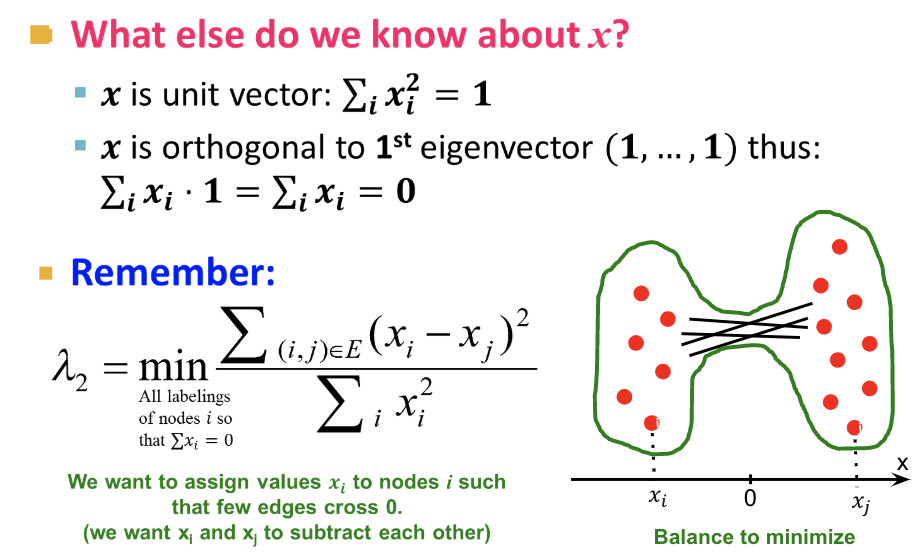 What else do we know about x?
x is unit vector: ∑ᵢ xᵢ² = 1
x is orthogonal to 1st eigenvector (1, …, 1) thus:
∑ᵢ xᵢ · 1 = ∑ᵢ xᵢ = 0
Remember:
λ₂ = min ∑₍ᵢ,ⱼ₎∈E (xᵢ − xⱼ)² / ∑ᵢ xᵢ²
All labelings
of nodes i so
that ∑xᵢ = 0
We want to assign values xᵢ to nodes i such
that few edges cross 0.
(we want xᵢ and xⱼ to subtract each other)
x
xᵢ 0 xⱼ
Balance to minimize